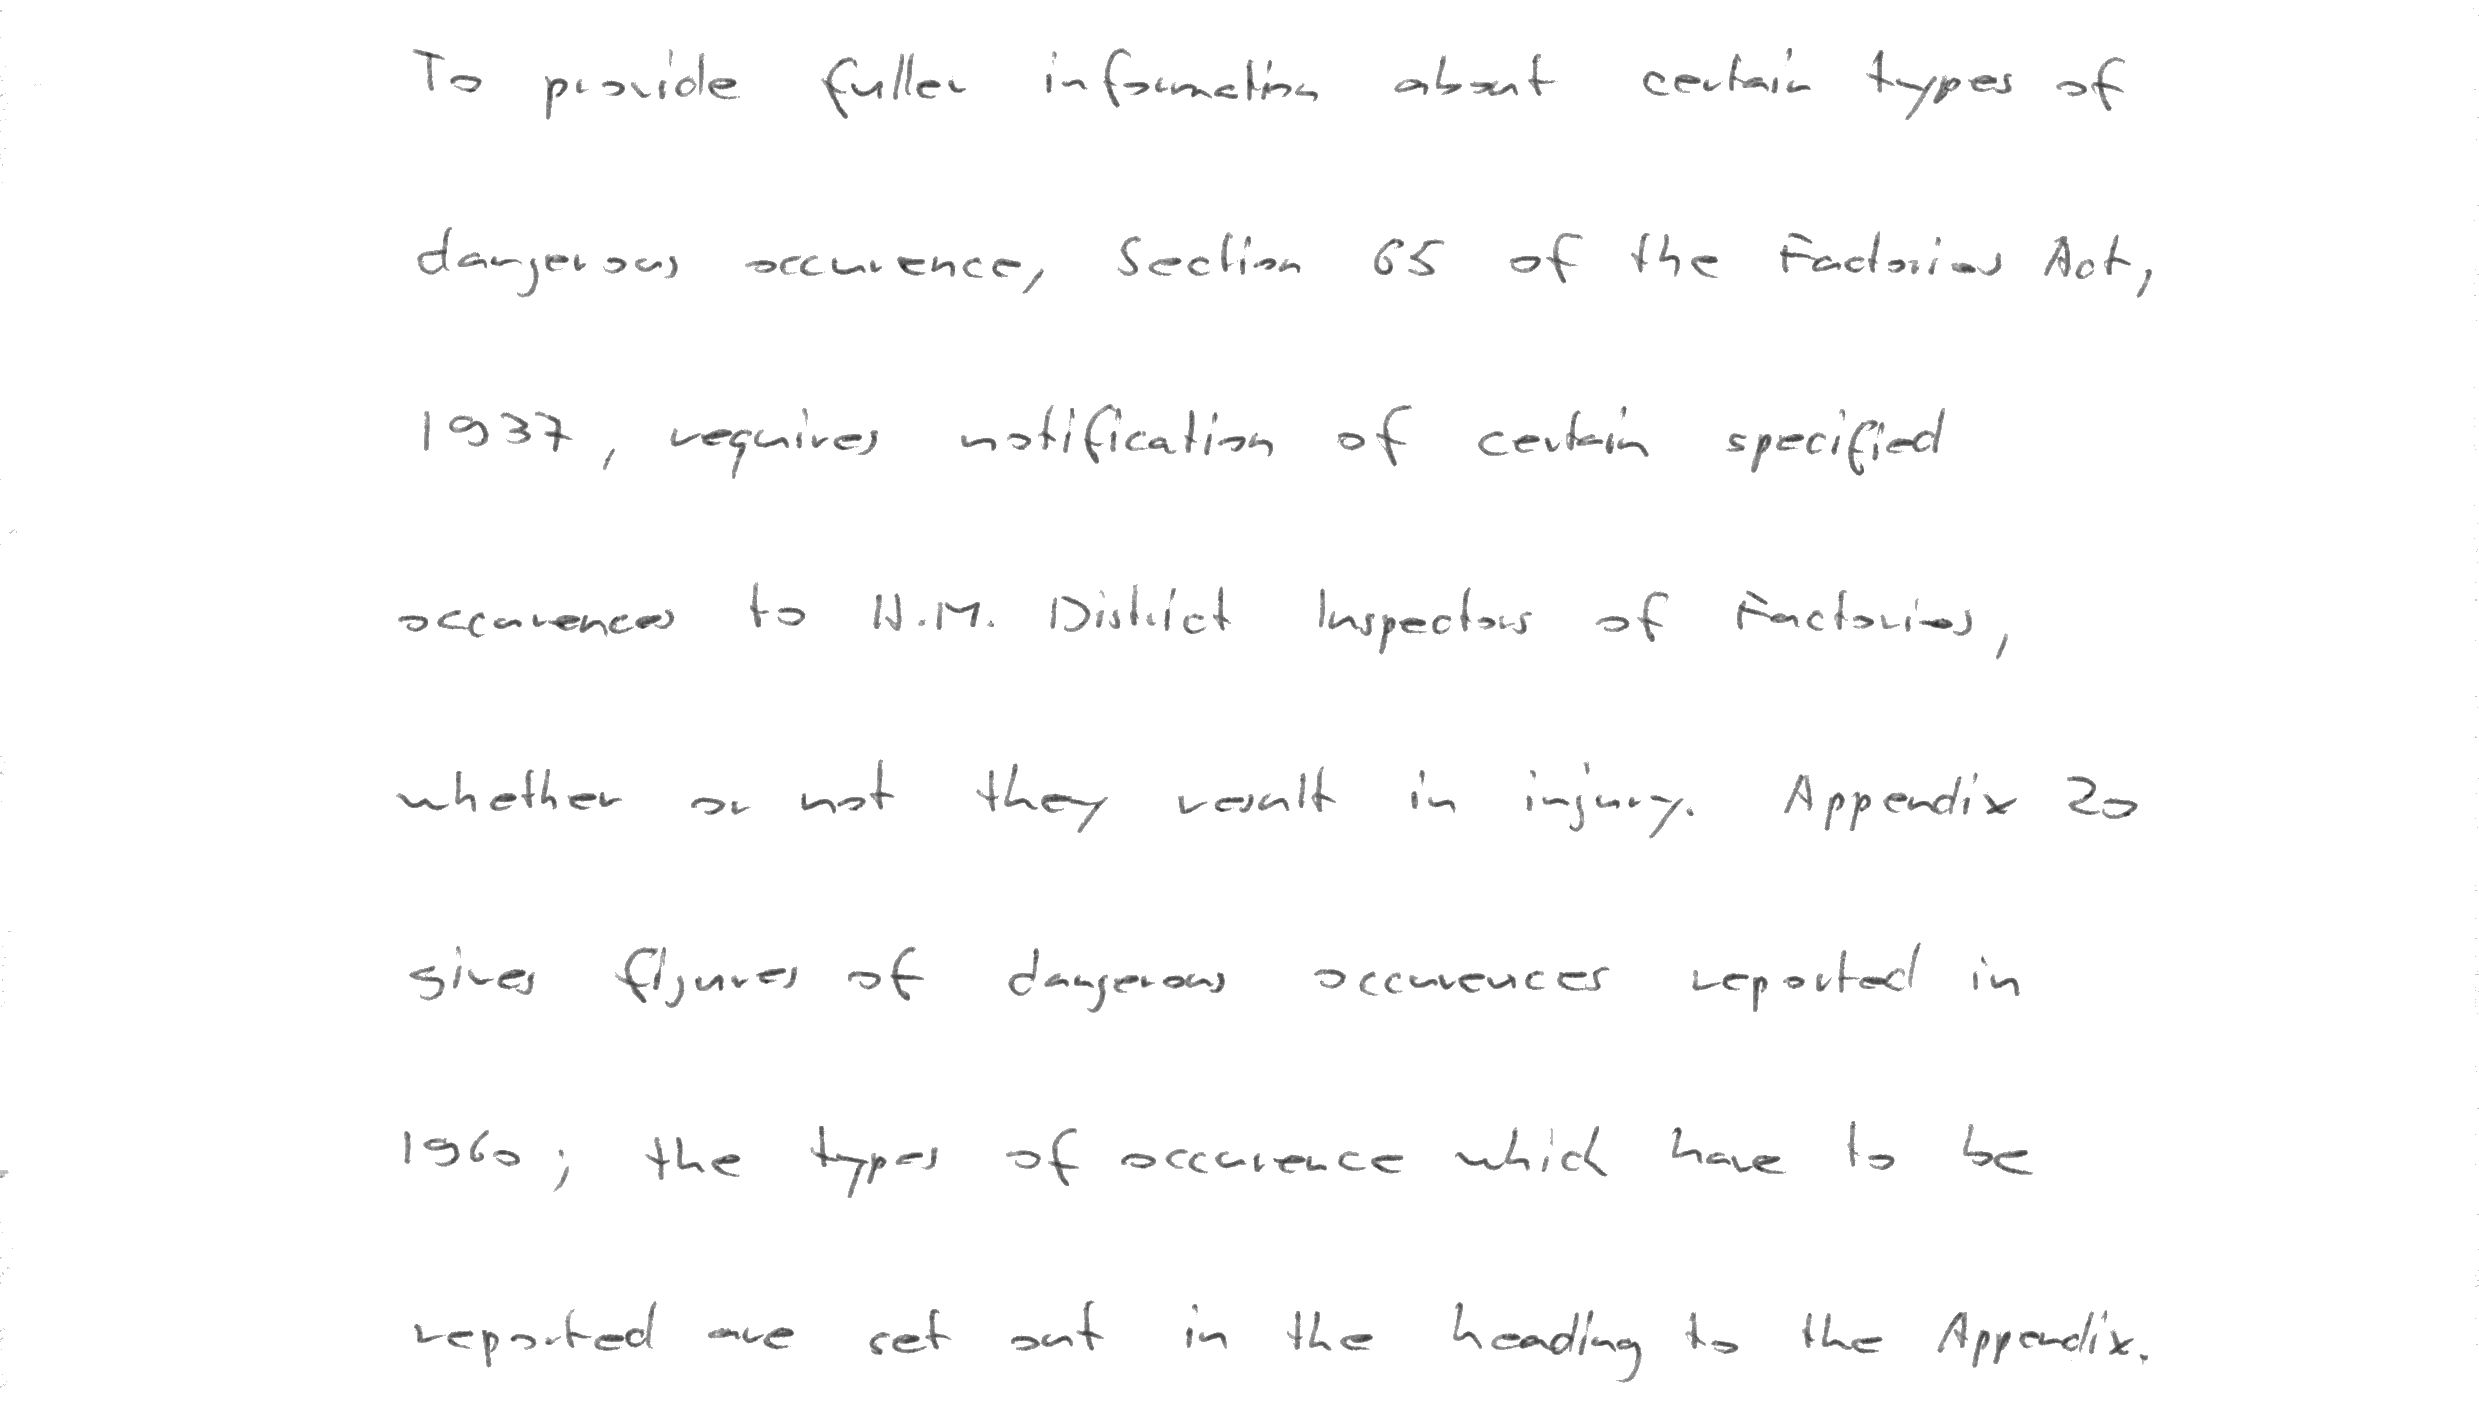 To provide fuller information about certain types of
dangerous occurence, Section 65 of the Factories Act,
1937, requires notification of certain specified
occurences to H.M. District Inspectors of Factories,
whether or not they result in injury. Appendix 20
gives figures of dangerous occurences reported in
1960; the types of occurence which have to be
reported are set out in the heading to the Appendix.